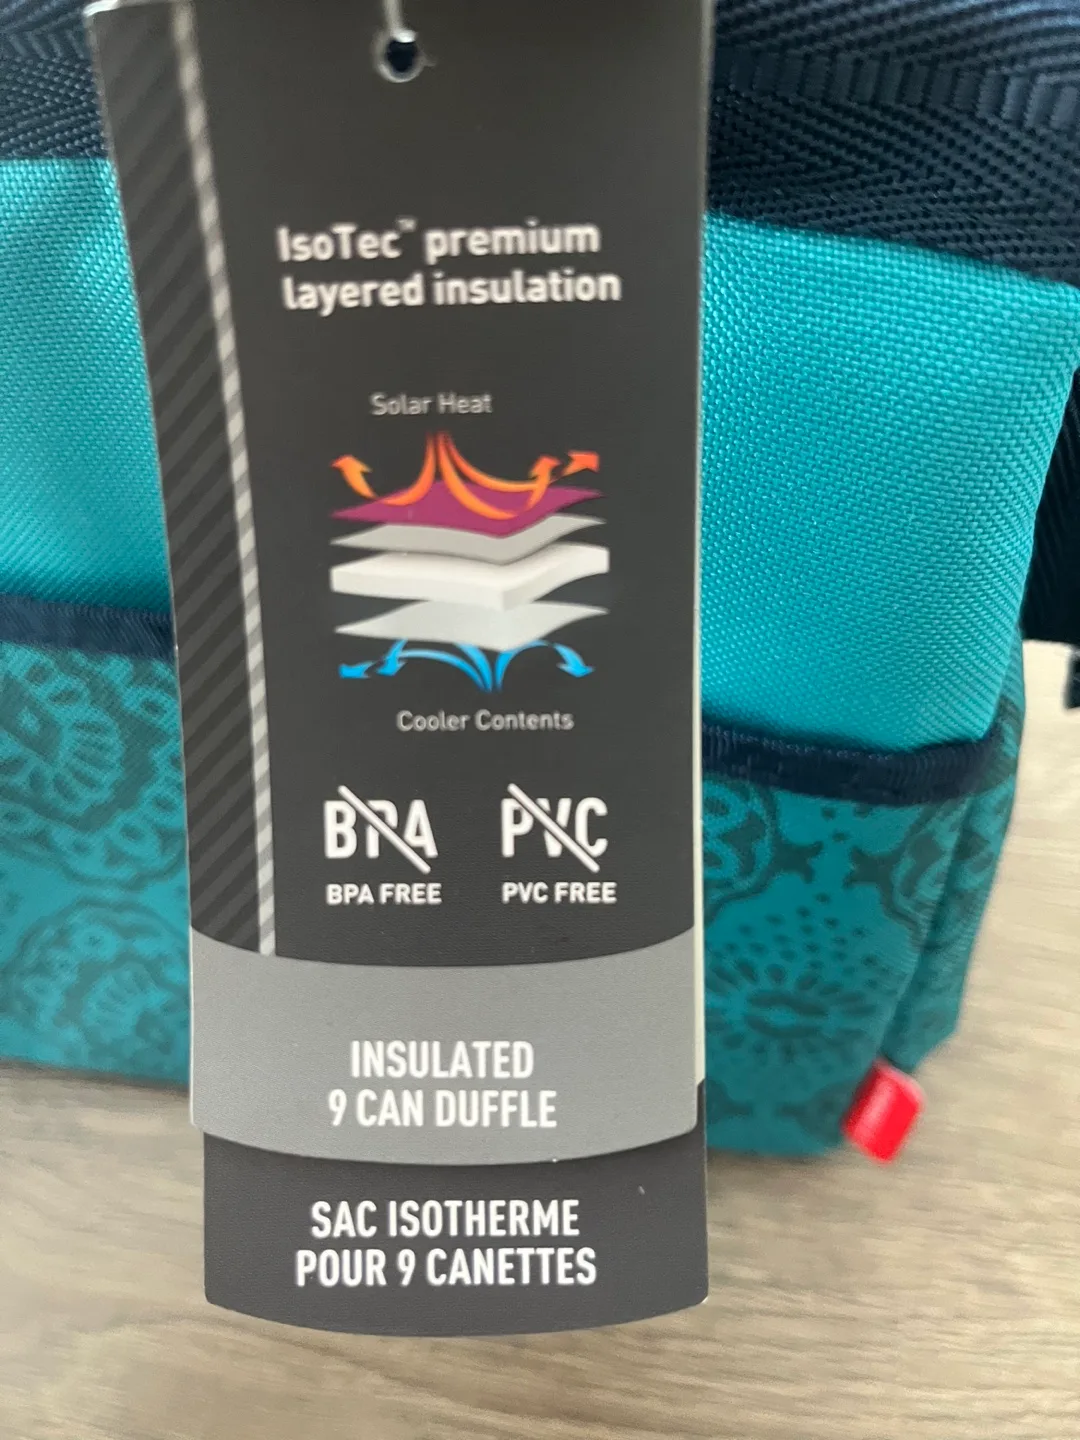 IsoTec™ premium
layered insulation
Solar Heat
Cooler Contents
BPA PVC
BPA FREE PVC FREE
INSULATED
9 CAN DUFFLE
SAC ISOTHERME
POUR 9 CANETTES